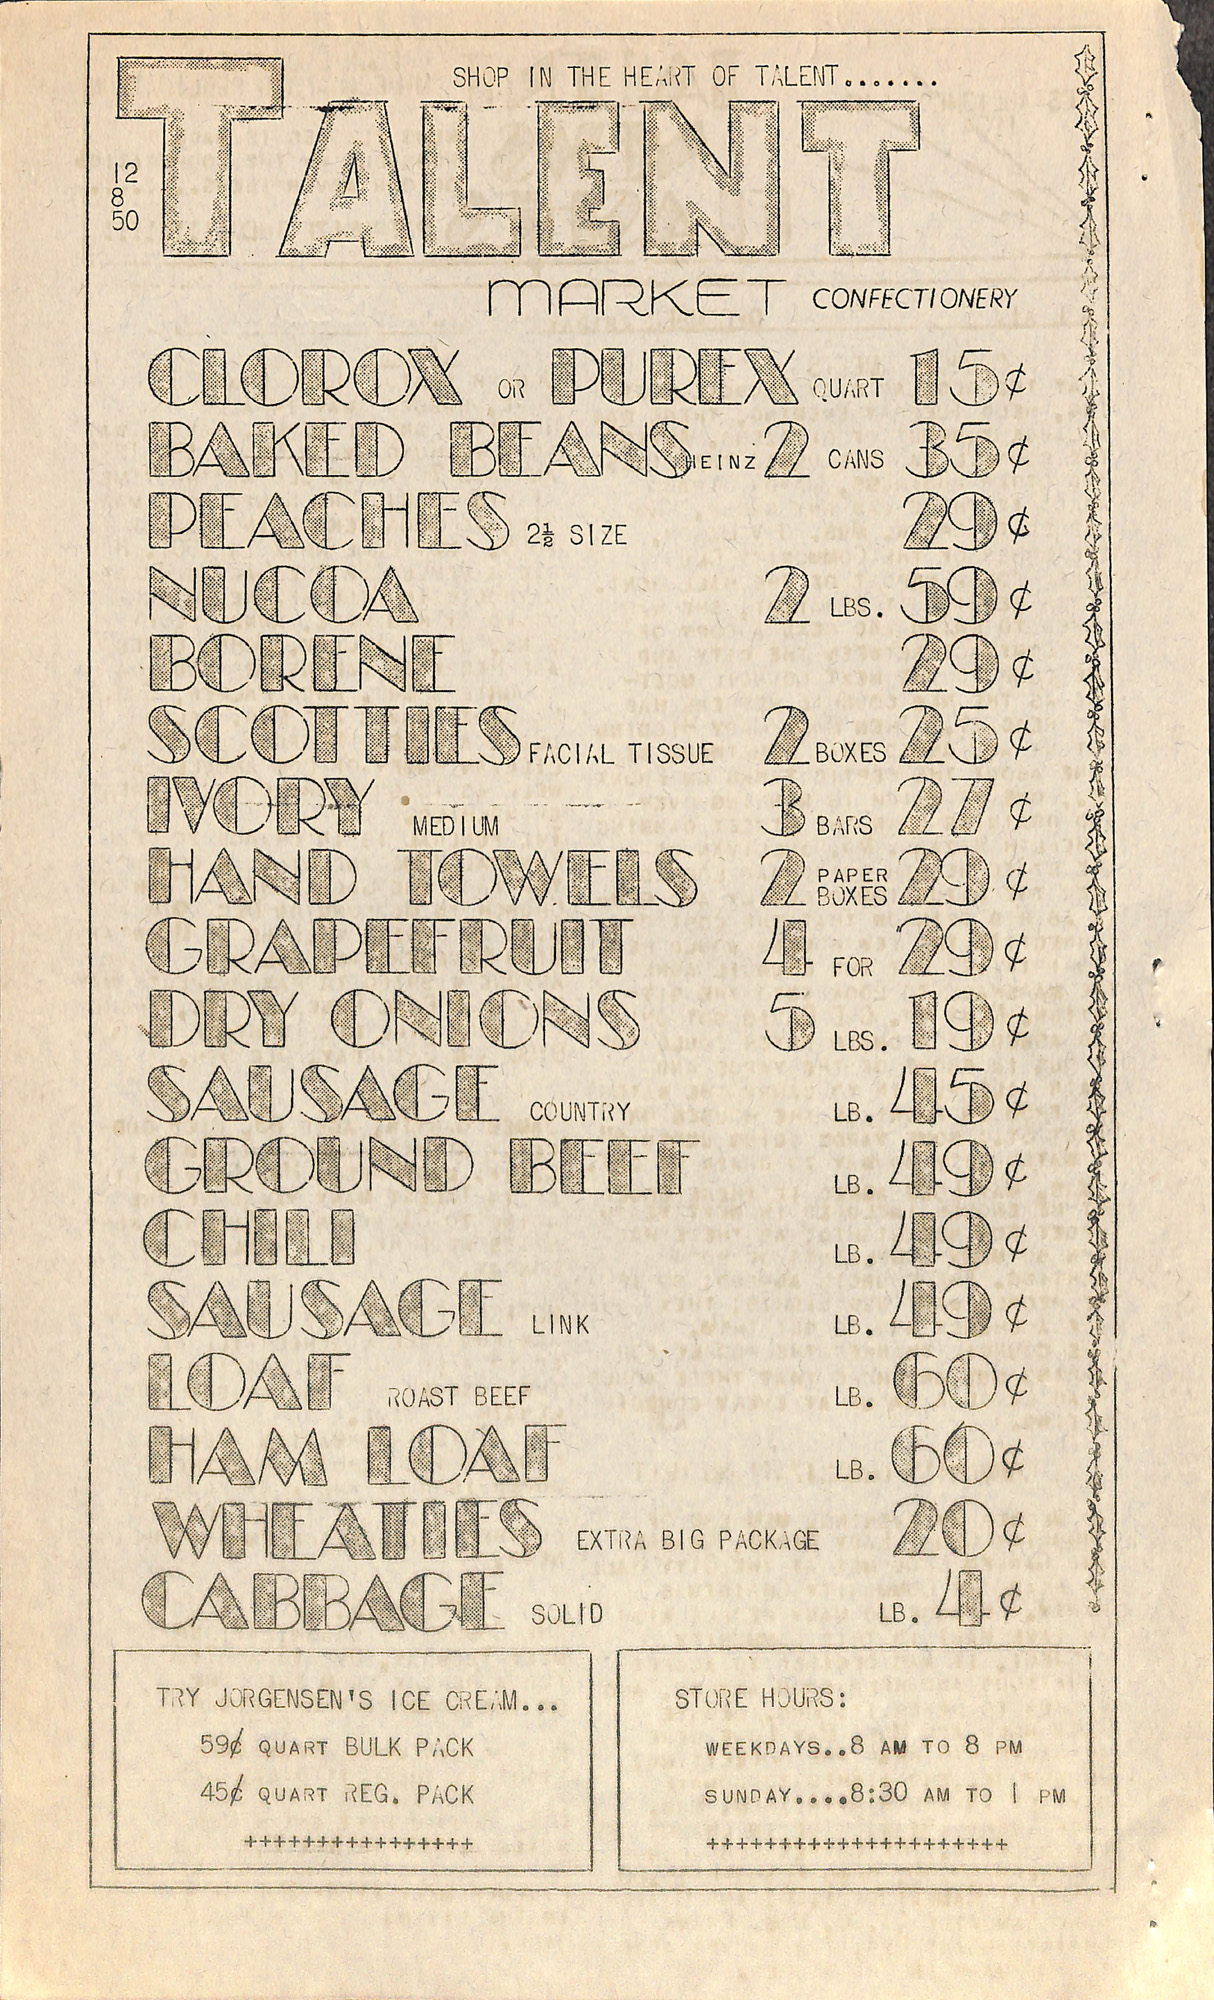 SHOP IN THE HEART OF TALENT.......
TALENT
12
8
50
MARKET CONFECTIONERY
CLOROX OR PUREX QUART 15¢
BAKED BEANS HEINZ 2 CANS 35¢
PEACHES 2½ SIZE 29¢
NUCOA 2 LBS. 59¢
BORENE 29¢
SCOTTIES FACIAL TISSUE 2 BOXES 25¢
IVORY MEDIUM 3 BARS 27¢
HAND TOWELS 2 PAPER BOXES 29¢
GRAPEFRUIT 4 FOR 29¢
DRY ONIONS 5 LBS. 19¢
SAUSAGE COUNTRY LB. 45¢
GROUND BEEF LB. 49¢
CHILI LB. 49¢
SAUSAGE LINK LB. 49¢
LOAF ROAST BEEF LB. 60¢
HAM LOAF LB. 60¢
WHEATIES EXTRA BIG PACKAGE 20¢
CABBAGE SOLID LB. 4¢
TRY JORGENSEN'S ICE CREAM...
59¢ QUART BULK PACK
45¢ QUART REG. PACK
++++++++++++++++
STORE HOURS:
WEEKDAYS..8 AM TO 8 PM
SUNDAY....8:30 AM TO 1 PM
+++++++++++++++++++++